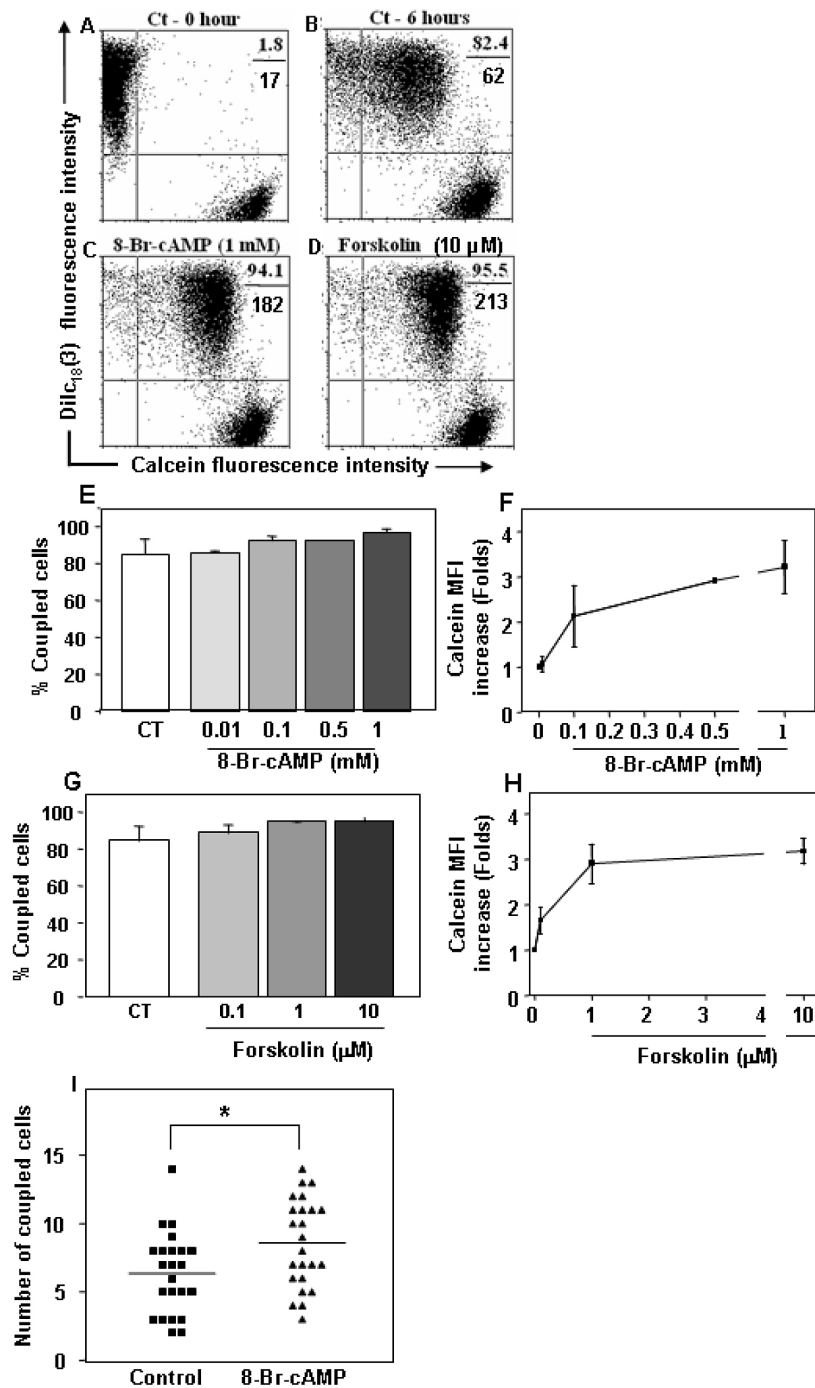 A Ct - 0 hour
1.8
17
B Ct - 6 hours
82.4
62
C 8-Br-cAMP (1 mM)
94.1
182
D Forskolin (10 µM)
95.5
213
Dilc18(3) fluorescence intensity
Calcein fluorescence intensity
E
% Coupled cells
100
80
60
40
20
0
CT 0.01 0.1 0.5 1
8-Br-cAMP (mM)
F
Calcein MFI
increase (Folds)
4
3
2
1
0
0 0.1 0.2 0.3 0.4 0.5 1
8-Br-cAMP (mM)
G
% Coupled cells
100
80
60
40
20
0
CT 0.1 1 10
Forskolin (µM)
H
Calcein MFI
increase (Folds)
4
3
2
1
0
0 1 2 3 4 10
Forskolin (µM)
I
Number of coupled cells
15
10
5
0
*
Control 8-Br-cAMP